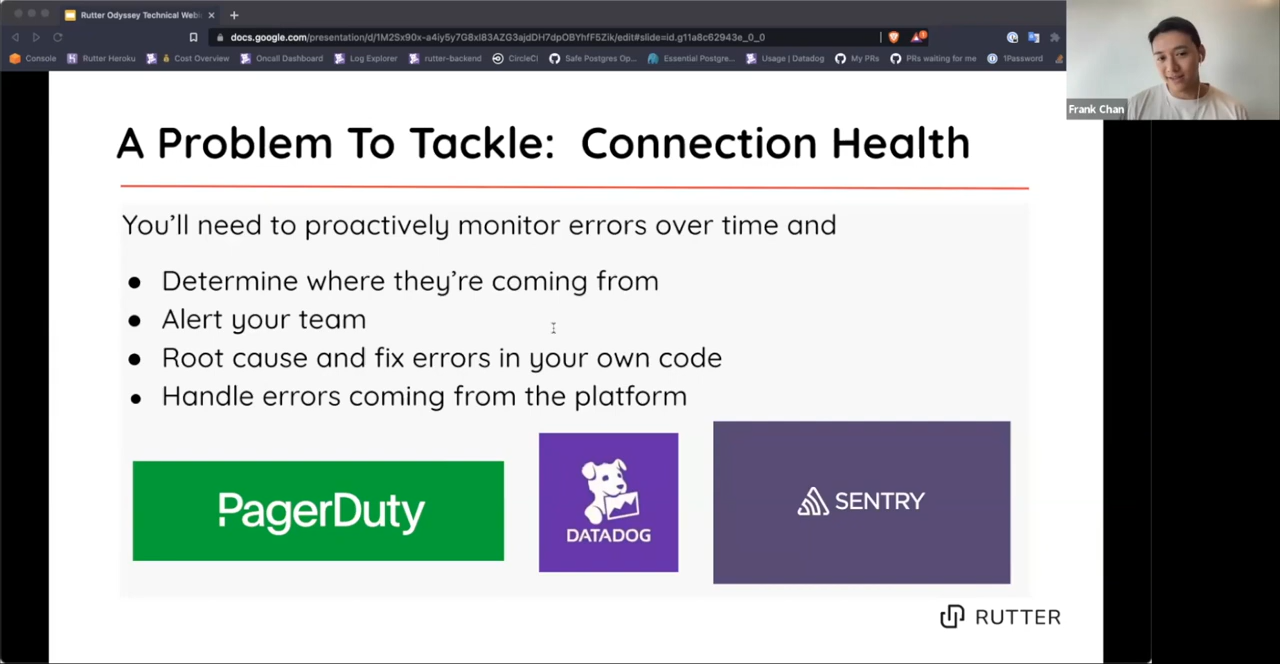 Rutter Odyssey Technical Web
docs.google.com/presentation/d/1M2Sx90x-a4iy5y7G8xI83AZG3ajdDH7dpOBYhfF5Zik/edit#slide=id.g11a8c62943e_0_0
Console Rutter Heroku Cost Overview Oncall Dashboard Log Explorer rutter-backend CircleCI Safe Postgres Op... Essential Postgre... Usage | Datadog My PRs PRs waiting for me 1Password
Frank Chan
A Problem To Tackle: Connection Health
You'll need to proactively monitor errors over time and
● Determine where they're coming from
● Alert your team
● Root cause and fix errors in your own code
● Handle errors coming from the platform
PagerDuty
DATADOG
SENTRY
RUTTER